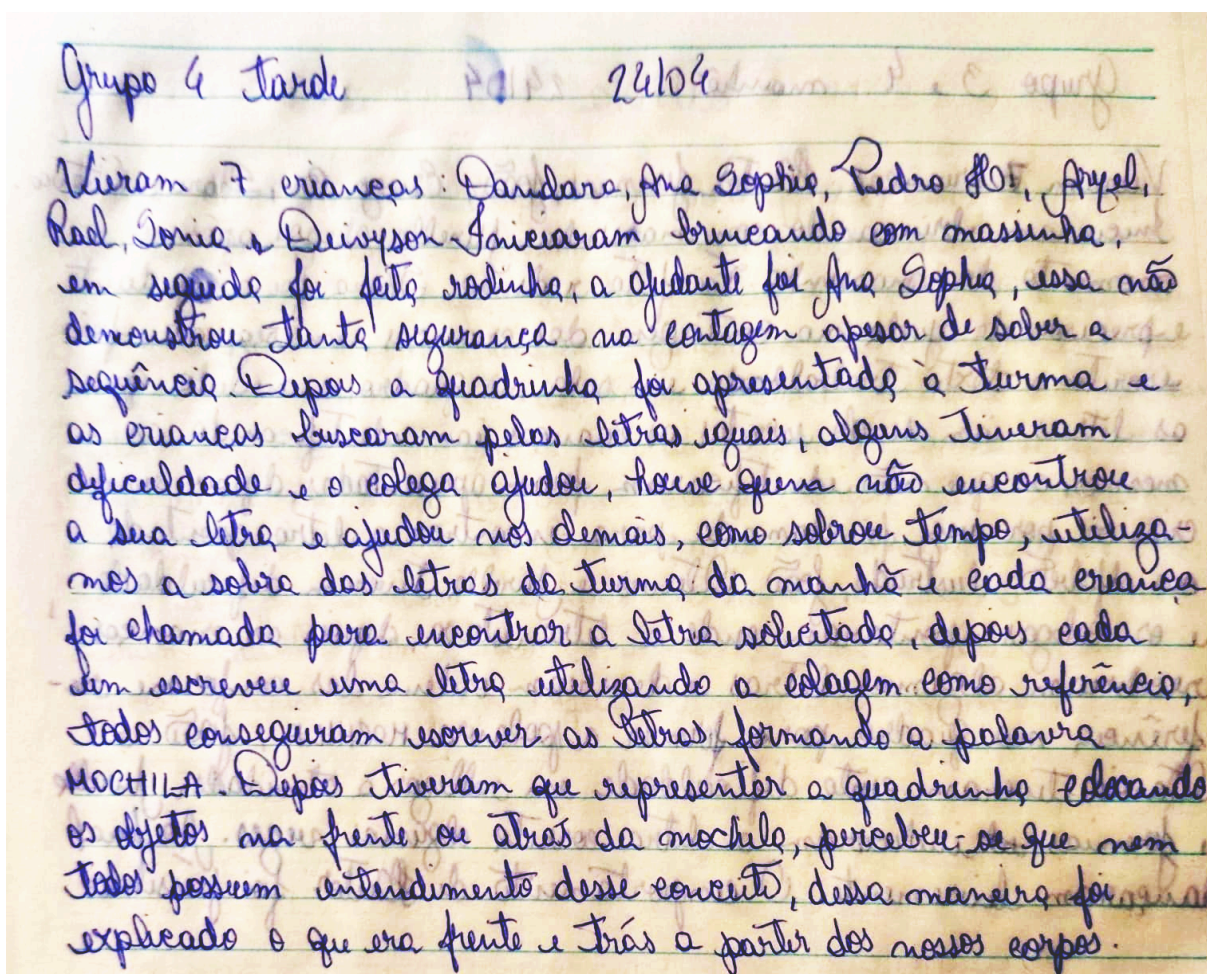 Grupo 4 tarde 24/04
Vieram 7 crianças: Dandara, Ana Sophia, Pedro H., Aryel,
Rael, Sonia e Deivyson. Iniciaram brincando com massinha,
em seguida foi feita rodinha, a ajudante foi Ana Sophia, essa não
demonstrou tanta segurança na contagem apesar de saber a
sequência. Depois a quadrinha foi apresentada à turma e
as crianças buscaram pelas letras iguais, alguns tiveram
dificuldade e o colega ajudou, houve quem não encontrou
a sua letra e ajudou nos demais, como sobrou tempo, utiliza-
mos a sobra das letras da turma da manhã e cada criança
foi chamada para encontrar a letra solicitada, depois cada
um escreveu uma letra utilizando a colagem como referência,
todos conseguiram escrever as letras formando a palavra
MOCHILA. Depois tiveram que representar a quadrinha colocando
os objetos na frente ou atrás da mochila, percebeu-se que nem
todos possuem entendimento desse conceito, dessa maneira foi
explicado o que era frente e trás a partir dos nossos corpos.